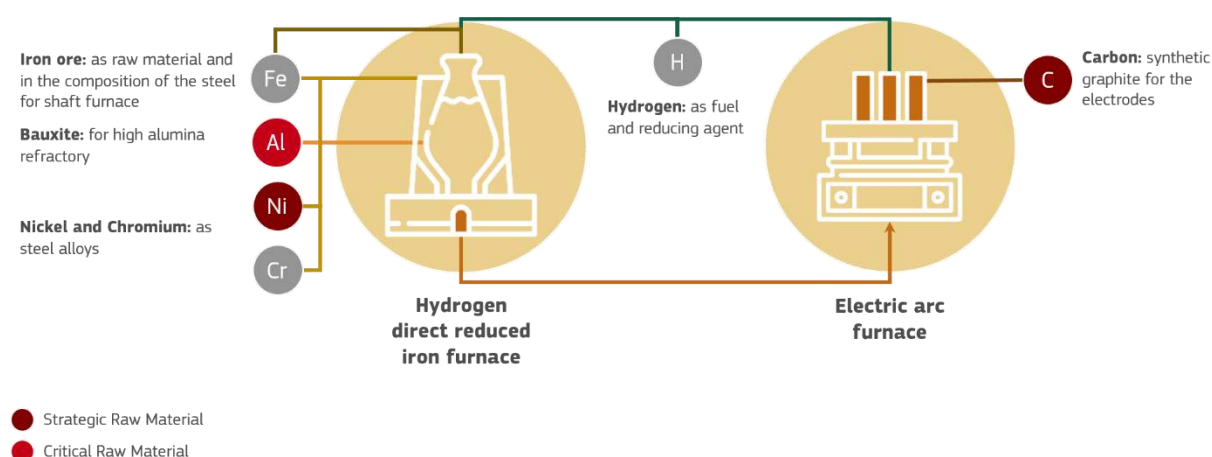 Iron ore: as raw material and
in the composition of the steel
for shaft furnace
Bauxite: for high alumina
refractory
Nickel and Chromium: as
steel alloys
Fe
Al
Ni
Cr
H
Hydrogen: as fuel
and reducing agent
C
Carbon: synthetic
graphite for the
electrodes
Hydrogen
direct reduced
iron furnace
Electric arc
furnace
Strategic Raw Material
Critical Raw Material